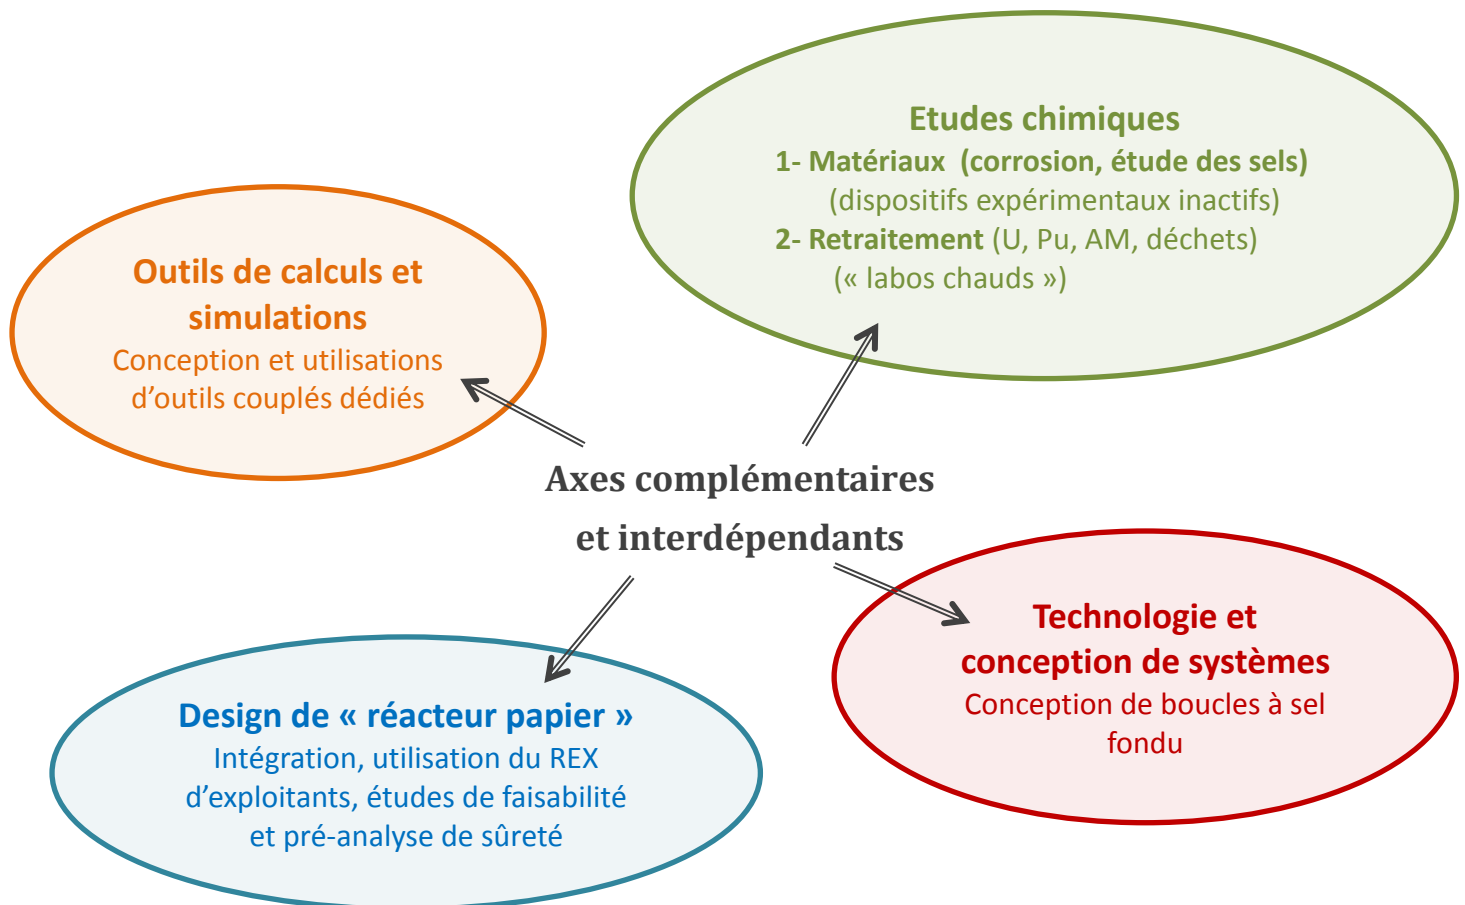 Etudes chimiques
1- Matériaux  (corrosion, étude des sels)
(dispositifs expérimentaux inactifs)
2- Retraitement (U, Pu, AM, déchets)
(« labos chauds »)
Outils de calculs et
simulations
Conception et utilisations
d’outils couplés dédiés
Axes complémentaires
et interdépendants
Technologie et
conception de systèmes
Conception de boucles à sel
fondu
Design de « réacteur papier »
Intégration, utilisation du REX
d’exploitants, études de faisabilité
et pré-analyse de sûreté